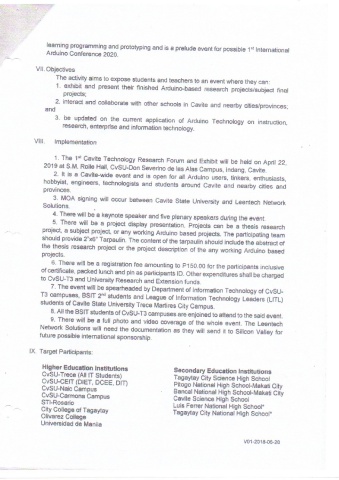 learning programming and prototyping and is a prelude event for possible 1st International
Arduino Conference 2020.
VII. Objectives
The activity aims to expose students and teachers to an event where they can:
1. exhibit and present their finished Arduino-based research projects/subject final
projects;
2. interact and collaborate with other schools in Cavite and nearby cities/provinces;
and
3. be updated on the current application of Arduino Technology on instruction,
research, enterprise and information technology.
VIII. Implementation
1. The 1st Cavite Technology Research Forum and Exhibit will be held on April 22,
2019 at S.M. Rolle Hall, CvSU-Don Severino de las Alas Campus, Indang, Cavite.
2. It is a Cavite-wide event and is open for all Arduino users, tinkers, enthusiasts,
hobbyist, engineers, technologists and students around Cavite and nearby cities and
provinces.
3. MOA signing will occur between Cavite State University and Leentech Network
Solutions.
4. There will be a keynote speaker and five plenary speakers during the event.
5. There will be a project display presentation. Projects can be a thesis research
project, a subject project, or any working Arduino based projects. The participating team
should provide 2"x6" Tarpaulin. The content of the tarpaulin should include the abstract of
the thesis research project or the project description of the any working Arduino based
projects.
6. There will be a registration fee amounting to P150.00 for the participants inclusive
of certificate, packed lunch and pin as participants ID. Other expenditures shall be charged
to CvSU-T3 and University Research and Extension funds.
7. The event will be spearheaded by Department of Information Technology of CvSU-
T3 campuses, BSIT 2nd students and League of Information Technology Leaders (LITL)
students of Cavite State University Trece Martires City Campus.
8. All the BSIT students of CvSU-T3 campuses are enjoined to attend to the said event.
9. There will be a full photo and video coverage of the whole event. The Leentech
Network Solutions will need the documentation as they will send it to Silicon Valley for
future possible international sponsorship.
IX. Target Participants:
Higher Education Institutions
CvSU-Trece (All IT Students)
CvSU-CEIT (DIET, DCEE, DIT)
CvSU-Naic Campus
CvSU-Carmona Campus
STI-Rosario
City College of Tagaytay
Olivarez College
Universidad de Manila
Secondary Education Institutions
Tagaytay City Science High School
Pitogo National High School-Makati City
Bancal National High School-Makati City
Cavite Science High School
Luis Ferrer National High School*
Tagaytay City National High School*
V01-2018-06-20